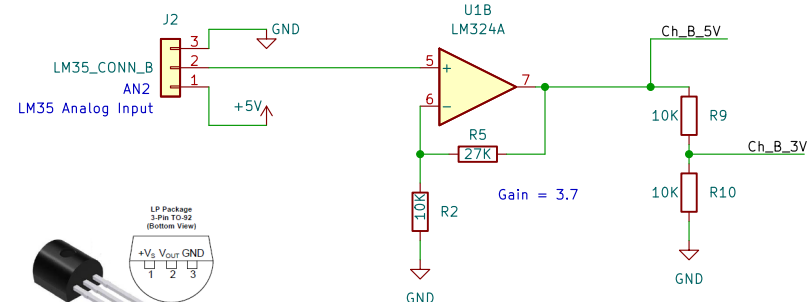 J2
3
2
1
GND
LM35_CONN_B
AN2
LM35 Analog Input
+5V
U1B
LM324A
5
+
6
-
7
R5
27K
10K
R2
GND
Gain = 3.7
Ch_B_5V
10K
R9
Ch_B_3V
10K
R10
GND
LP Package
3-Pin TO-92
(Bottom View)
+VS VOUT GND
1 2 3